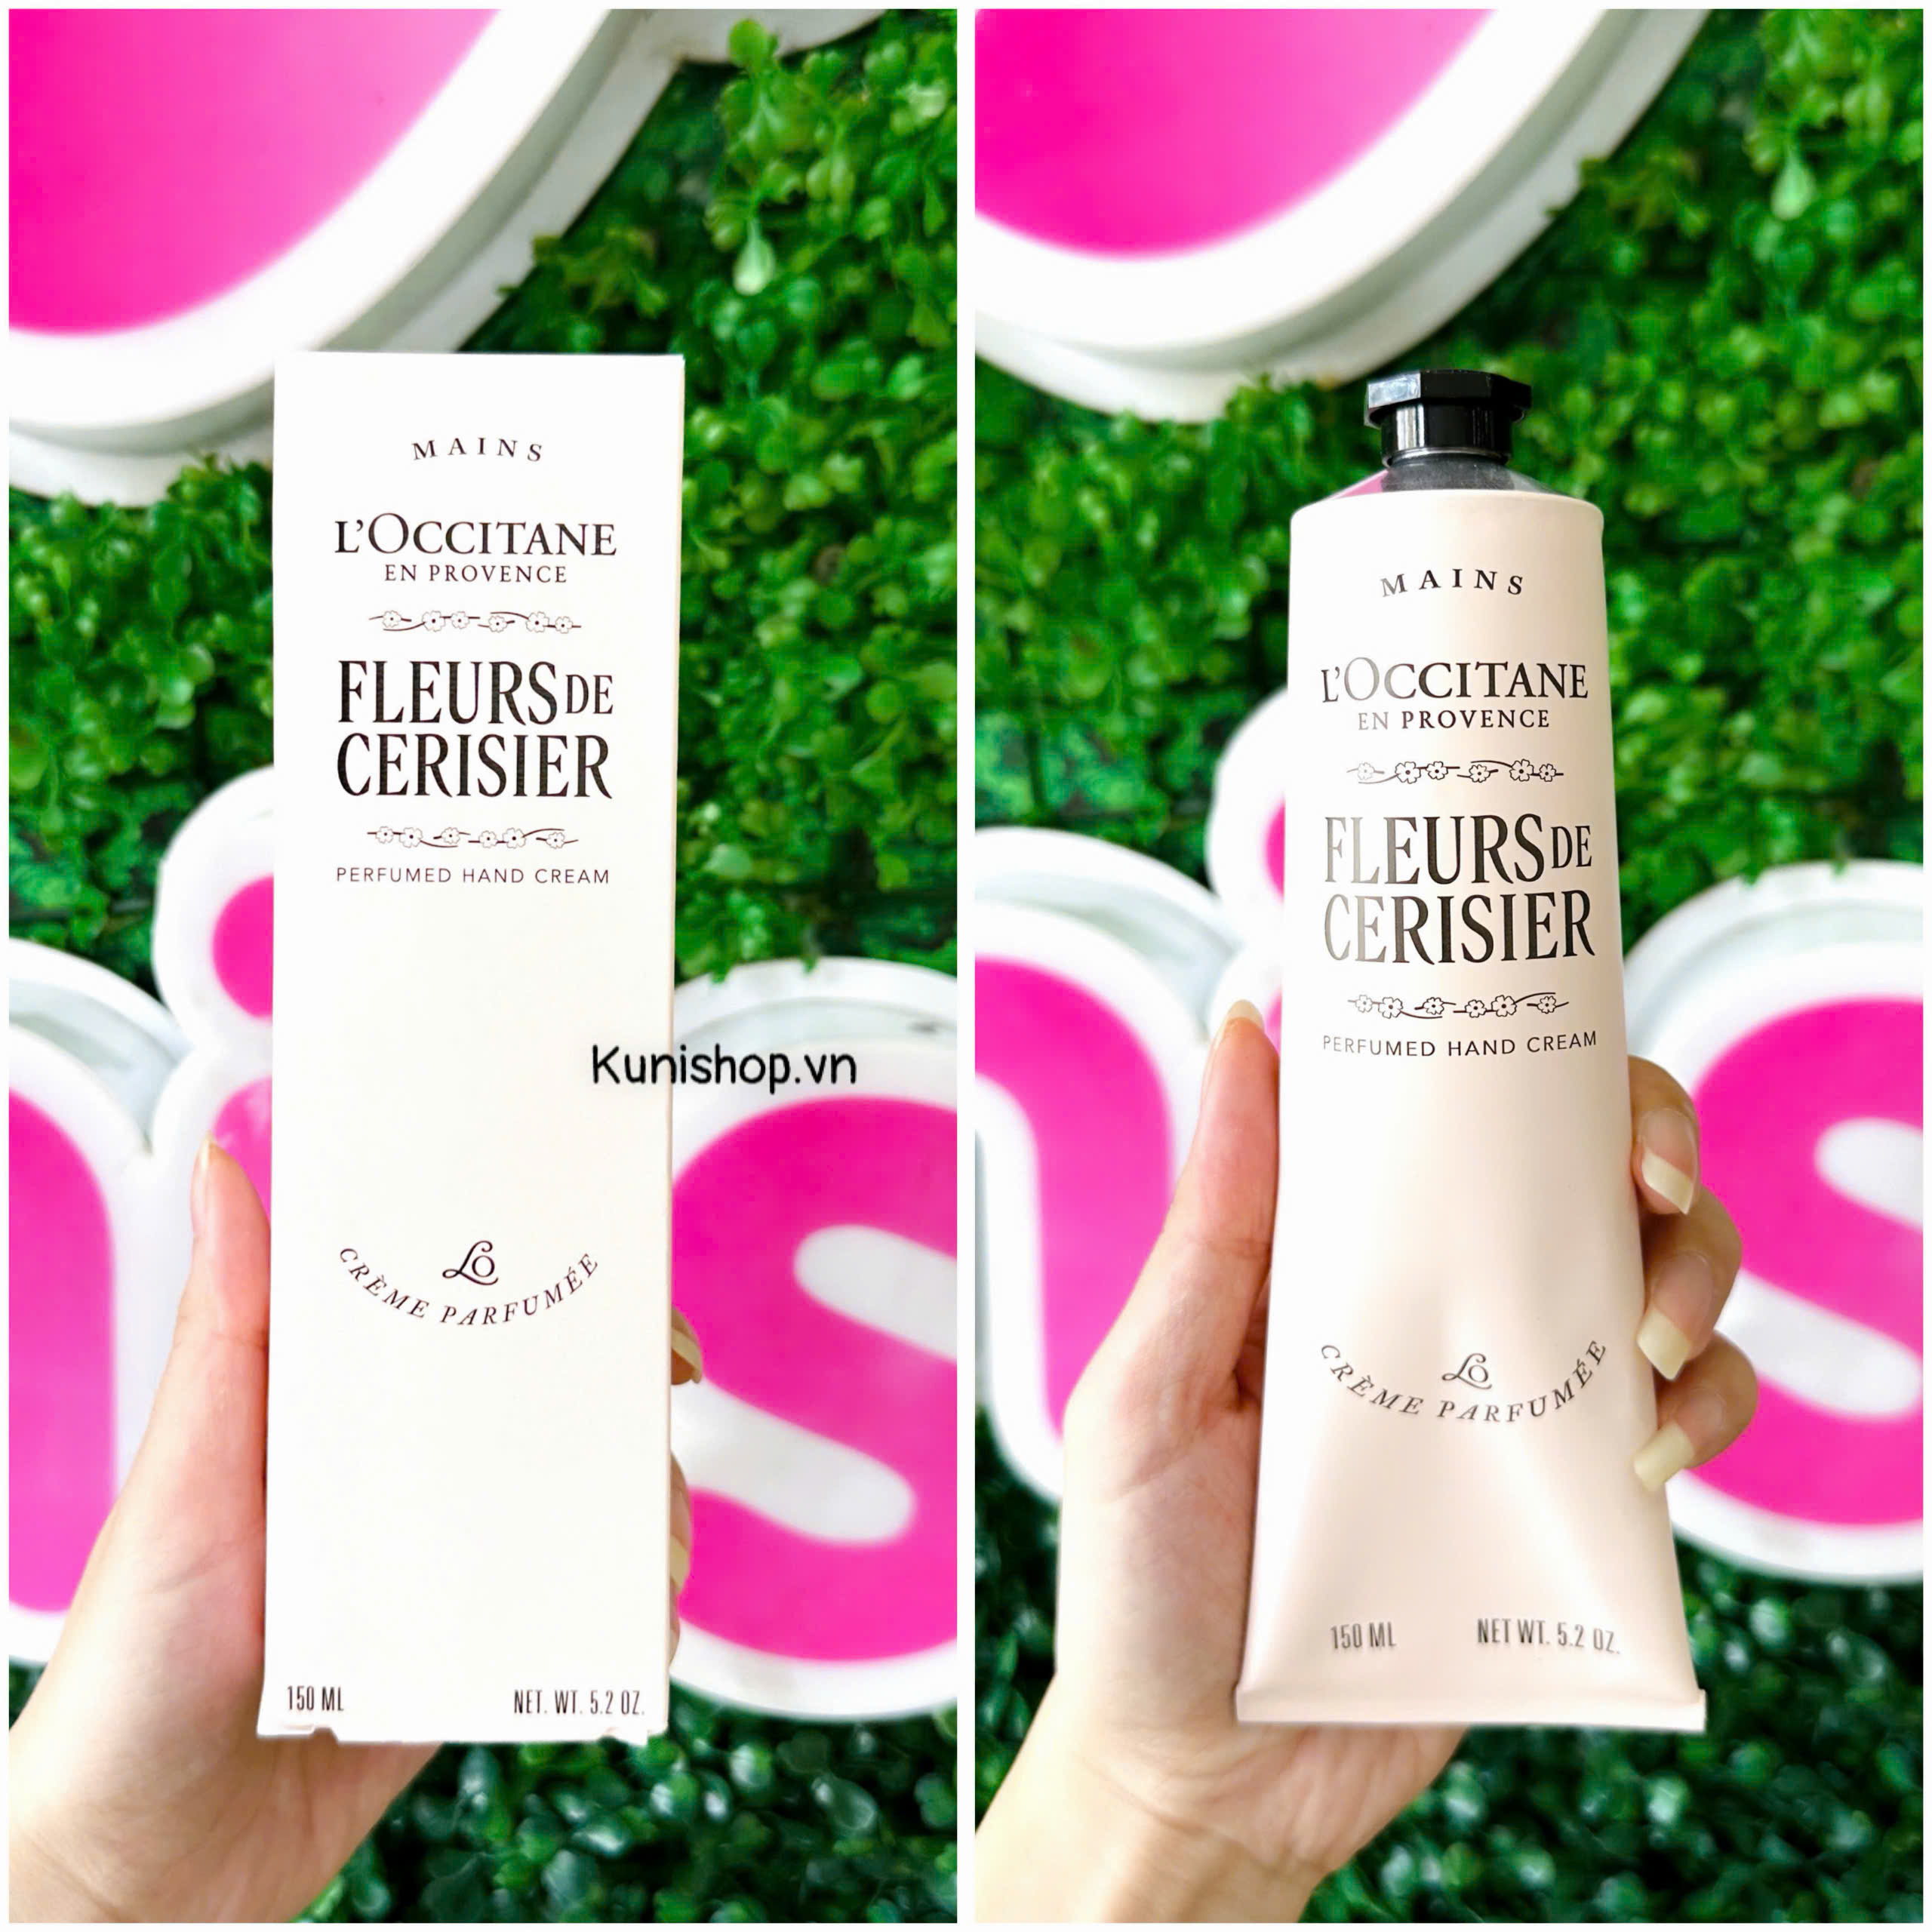 MAINS
L'OCCITANE
EN PROVENCE
FLEURS DE
CERISIER
PERFUMED HAND CREAM
Kunishop.vn
LO
CRÈME PARFUMÉE
150 ML NET. WT. 5.2 OZ.
MAINS
L'OCCITANE
EN PROVENCE
FLEURS DE
CERISIER
PERFUMED HAND CREAM
LO
CRÈME PARFUMÉE
150 ML NET WT. 5.2 OZ.